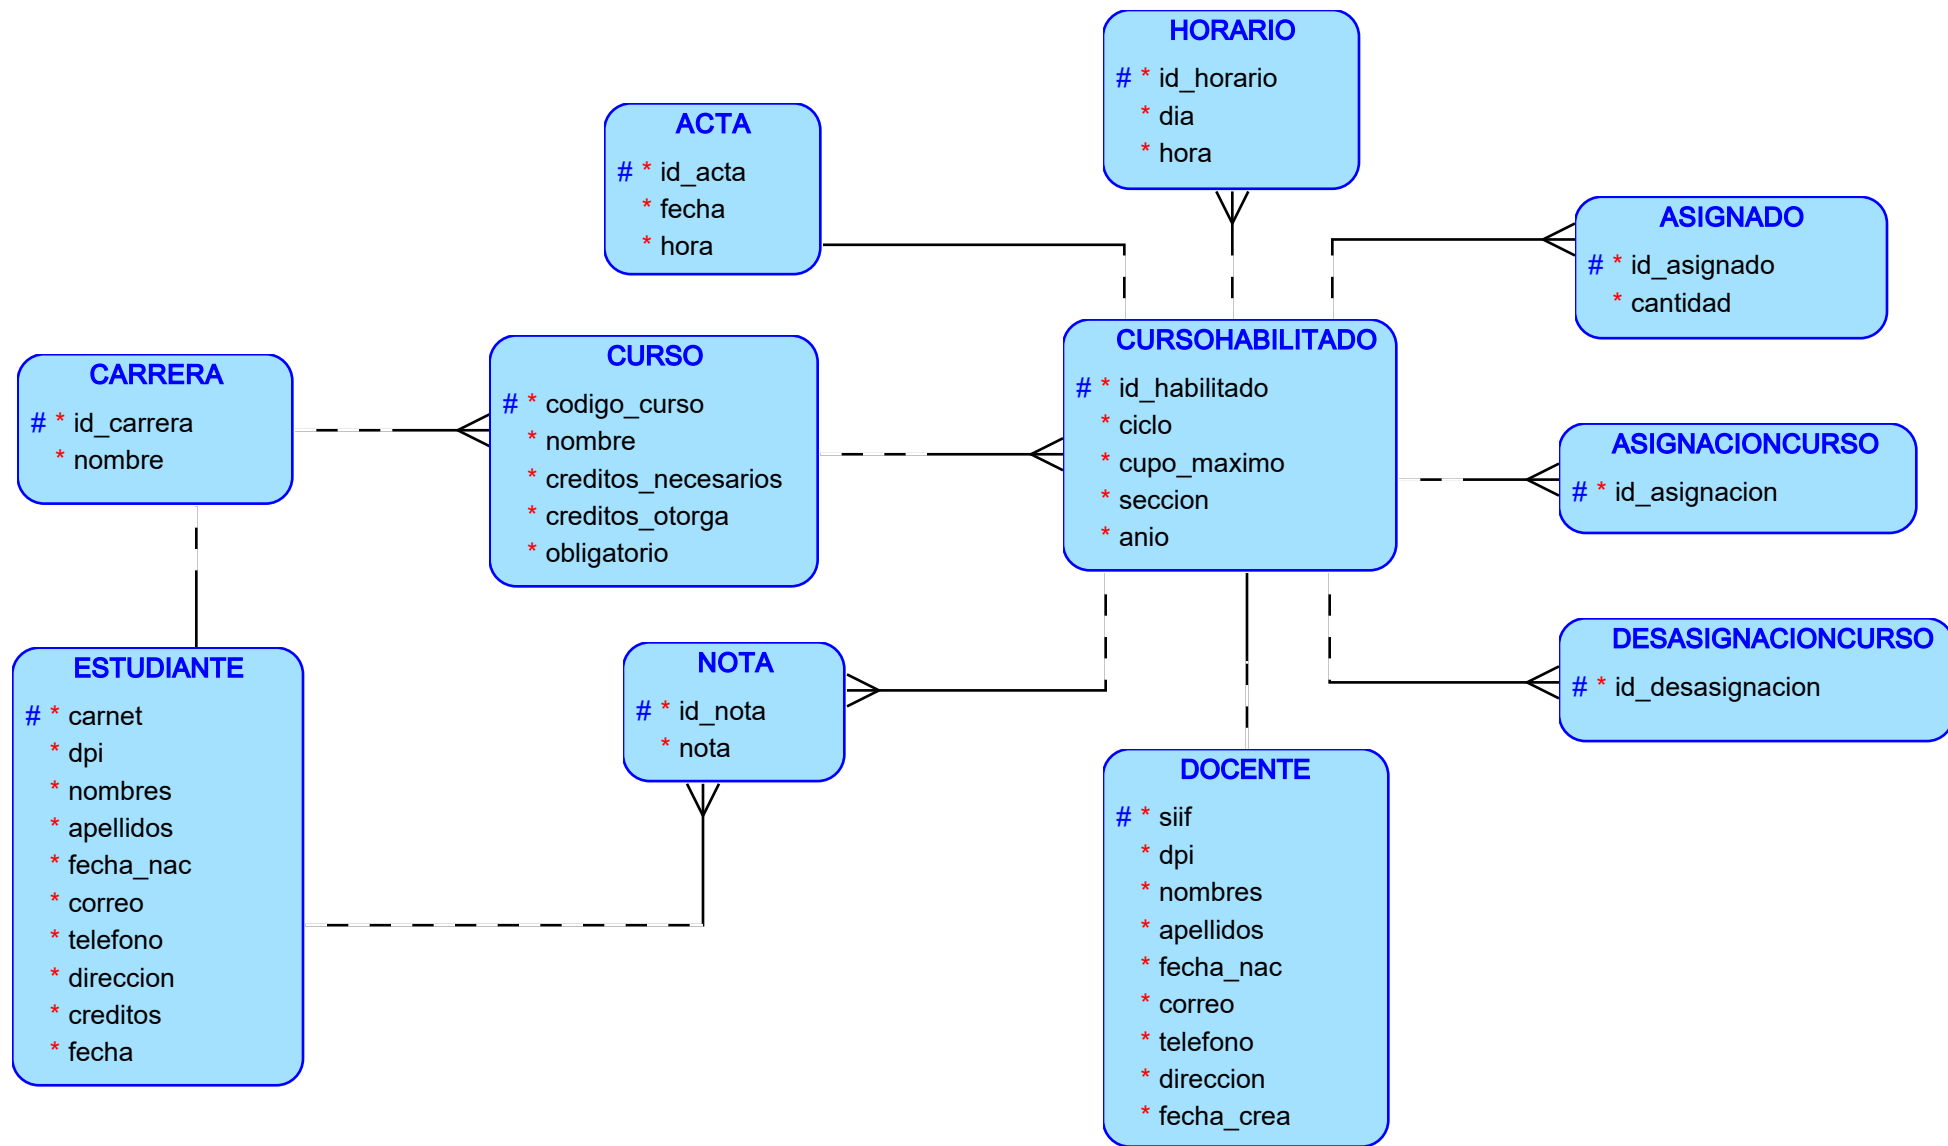 HORARIO
# * id_horario
* dia
* hora
ACTA
# * id_acta
* fecha
* hora
ASIGNADO
# * id_asignado
* cantidad
CARRERA
# * id_carrera
* nombre
CURSO
# * codigo_curso
* nombre
* creditos_necesarios
* creditos_otorga
* obligatorio
CURSOHABILITADO
# * id_habilitado
* ciclo
* cupo_maximo
* seccion
* anio
ASIGNACIONCURSO
# * id_asignacion
ESTUDIANTE
# * carnet
* dpi
* nombres
* apellidos
* fecha_nac
* correo
* telefono
* direccion
* creditos
* fecha
NOTA
# * id_nota
* nota
DESASIGNACIONCURSO
# * id_desasignacion
DOCENTE
# * siif
* dpi
* nombres
* apellidos
* fecha_nac
* correo
* telefono
* direccion
* fecha_crea